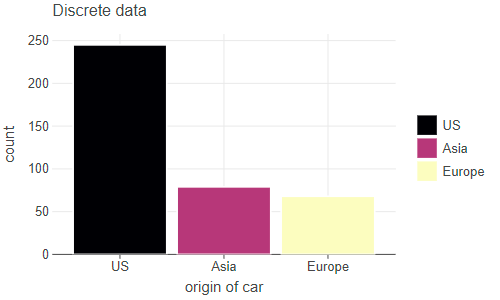 Discrete data
count
250
200
150
100
50
0
US
Asia
Europe
origin of car
US
Asia
Europe